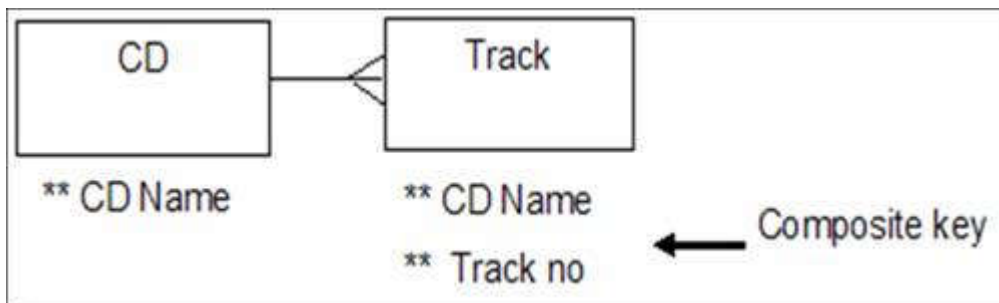 CD
Track
** CD Name
** CD Name
** Track no
Composite key